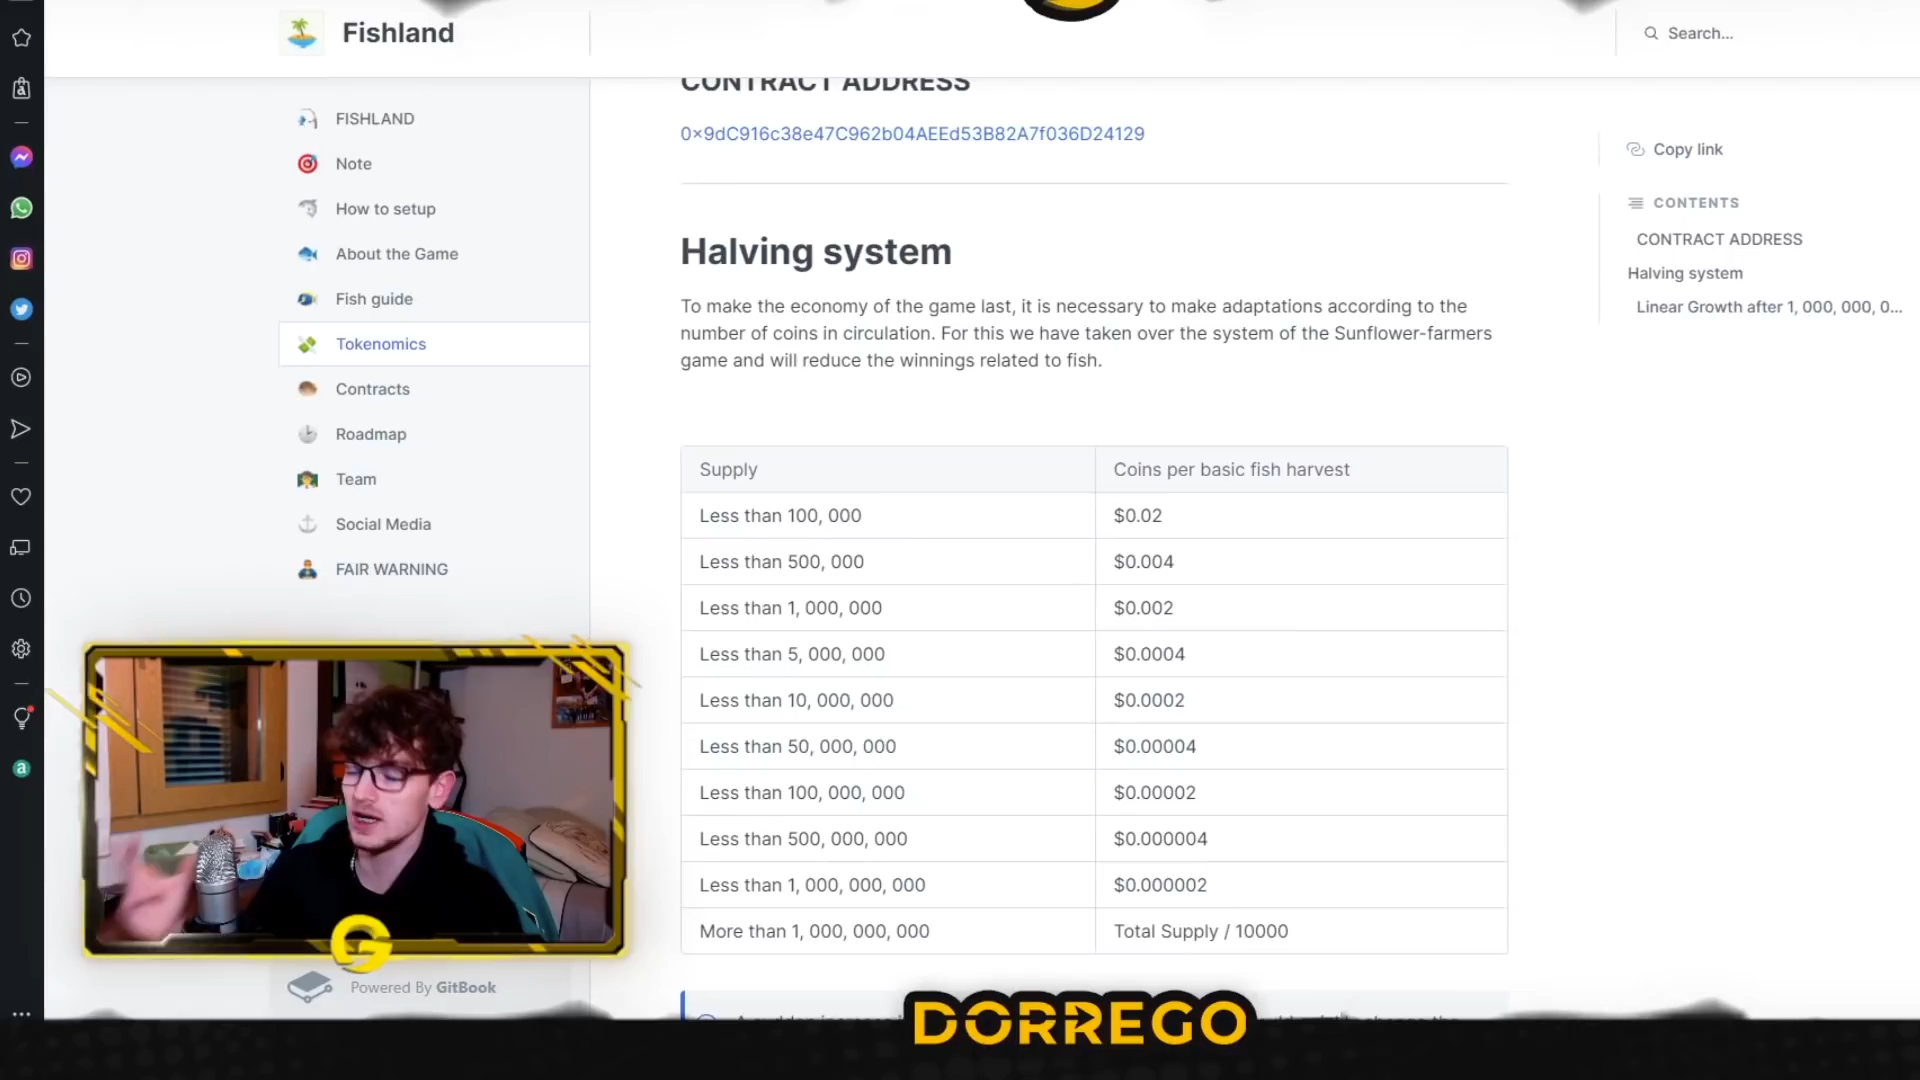 Fishland
Search...
CONTRACT ADDRESS
0x9dC916c38e47C962b04AEEd53B82A7f036D24129
FISHLAND
Note
How to setup
About the Game
Fish guide
Tokenomics
Contracts
Roadmap
Team
Social Media
FAIR WARNING
Powered By GitBook
Halving system
To make the economy of the game last, it is necessary to make adaptations according to the
number of coins in circulation. For this we have taken over the system of the Sunflower-farmers
game and will reduce the winnings related to fish.
Supply Coins per basic fish harvest
Less than 100, 000 $0.02
Less than 500, 000 $0.004
Less than 1, 000, 000 $0.002
Less than 5, 000, 000 $0.0004
Less than 10, 000, 000 $0.0002
Less than 50, 000, 000 $0.00004
Less than 100, 000, 000 $0.00002
Less than 500, 000, 000 $0.000004
Less than 1, 000, 000, 000 $0.000002
More than 1, 000, 000, 000 Total Supply / 10000
Copy link
CONTENTS
CONTRACT ADDRESS
Halving system
Linear Growth after 1, 000, 000, 0...
G
DORREGO